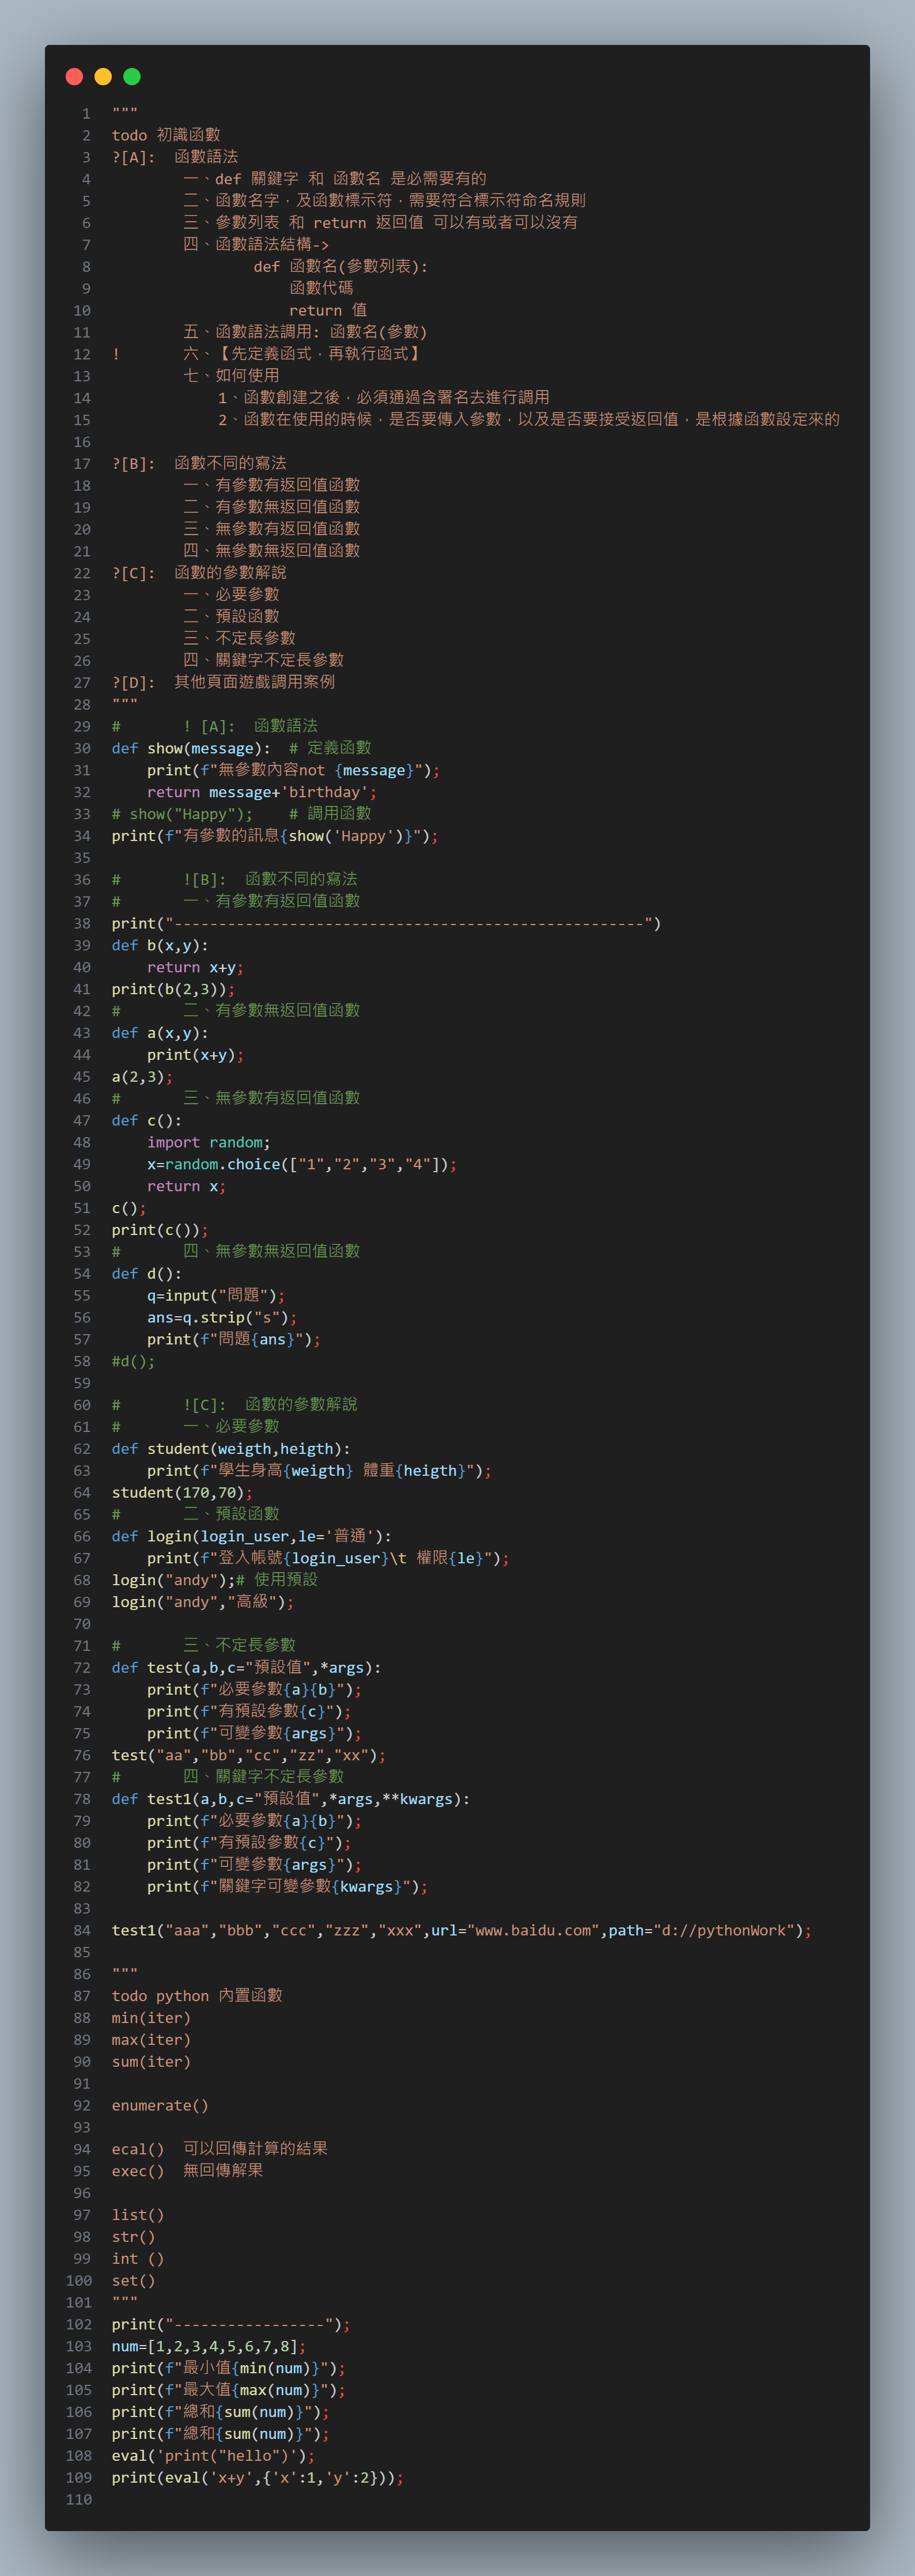 1 """
2 todo 初識函數
3 ?[A]:  函數語法
4         一、def 關鍵字 和 函數名 是必需要有的
5         二、函數名字，及函數標示符，需要符合標示符命名規則
6         三、參數列表 和 return 返回值 可以有或者可以沒有
7         四、函數語法結構->
8                 def 函數名(參數列表):
9                     函數代碼
10                     return 值
11         五、函數語法調用: 函數名(參數)
12 !       六、【先定義函式，再執行函式】
13         七、如何使用
14             1、函數創建之後，必須通過含署名去進行調用
15             2、函數在使用的時候，是否要傳入參數，以及是否要接受返回值，是根據函數設定來的
16
17 ?[B]:  函數不同的寫法
18         一、有參數有返回值函數
19         二、有參數無返回值函數
20         三、無參數有返回值函數
21         四、無參數無返回值函數
22 ?[C]:  函數的參數解說
23         一、必要參數
24         二、預設函數
25         三、不定長參數
26         四、關鍵字不定長參數
27 ?[D]:  其他頁面遊戲調用案例
28 """
29 #       ! [A]:  函數語法
30 def show(message):  # 定義函數
31     print(f"無參數內容not {message}");
32     return message+'birthday';
33 # show("Happy");    # 調用函數
34 print(f"有參數的訊息{show('Happy')}");
35
36 #       ![B]:  函數不同的寫法
37 #       一、有參數有返回值函數
38 print("-----------------------------------------------------")
39 def b(x,y):
40     return x+y;
41 print(b(2,3));
42 #       二、有參數無返回值函數
43 def a(x,y):
44     print(x+y);
45 a(2,3);
46 #       三、無參數有返回值函數
47 def c():
48     import random;
49     x=random.choice(["1","2","3","4"]);
50     return x;
51 c();
52 print(c());
53 #       四、無參數無返回值函數
54 def d():
55     q=input("問題");
56     ans=q.strip("s");
57     print(f"問題{ans}");
58 #d();
59
60 #       ![C]:  函數的參數解說
61 #       一、必要參數
62 def student(weigth,heigth):
63     print(f"學生身高{weigth} 體重{heigth}");
64 student(170,70);
65 #       二、預設函數
66 def login(login_user,le='普通'):
67     print(f"登入帳號{login_user}\t 權限{le}");
68 login("andy");# 使用預設
69 login("andy","高級");
70
71 #       三、不定長參數
72 def test(a,b,c="預設值",*args):
73     print(f"必要參數{a}{b}");
74     print(f"有預設參數{c}");
75     print(f"可變參數{args}");
76 test("aa","bb","cc","zz","xx");
77 #       四、關鍵字不定長參數
78 def test1(a,b,c="預設值",*args,**kwargs):
79     print(f"必要參數{a}{b}");
80     print(f"有預設參數{c}");
81     print(f"可變參數{args}");
82     print(f"關鍵字可變參數{kwargs}");
83
84 test1("aaa","bbb","ccc","zzz","xxx",url="www.baidu.com",path="d://pythonWork");
85
86 """
87 todo python 內置函數
88 min(iter)
89 max(iter)
90 sum(iter)
91
92 enumerate()
93
94 ecal()  可以回傳計算的結果
95 exec()  無回傳解果
96
97 list()
98 str()
99 int ()
100 set()
101 """
102 print("-----------------");
103 num=[1,2,3,4,5,6,7,8];
104 print(f"最小值{min(num)}");
105 print(f"最大值{max(num)}");
106 print(f"總和{sum(num)}");
107 print(f"總和{sum(num)}");
108 eval('print("hello")');
109 print(eval('x+y',{'x':1,'y':2}));
110